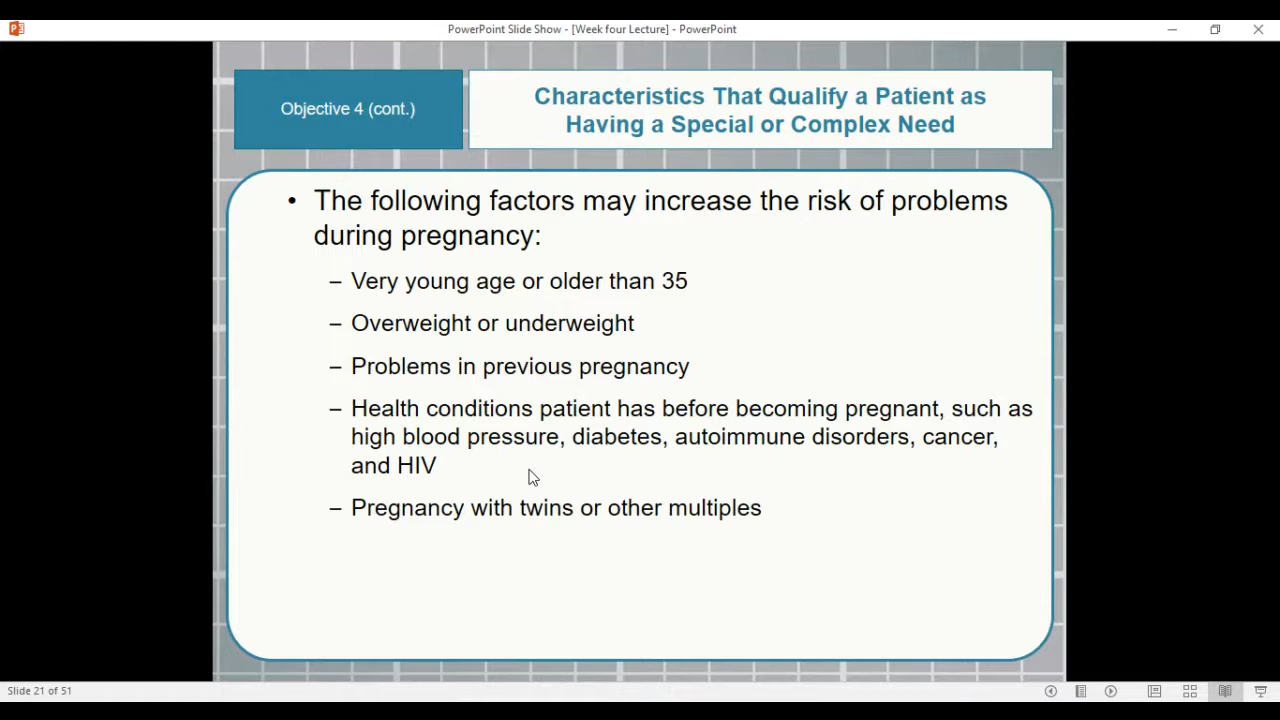 PowerPoint Slide Show - [Week four Lecture] - PowerPoint
Objective 4 (cont.)
Characteristics That Qualify a Patient as
Having a Special or Complex Need
• The following factors may increase the risk of problems
during pregnancy:
– Very young age or older than 35
– Overweight or underweight
– Problems in previous pregnancy
– Health conditions patient has before becoming pregnant, such as
high blood pressure, diabetes, autoimmune disorders, cancer,
and HIV
– Pregnancy with twins or other multiples
Slide 21 of 51